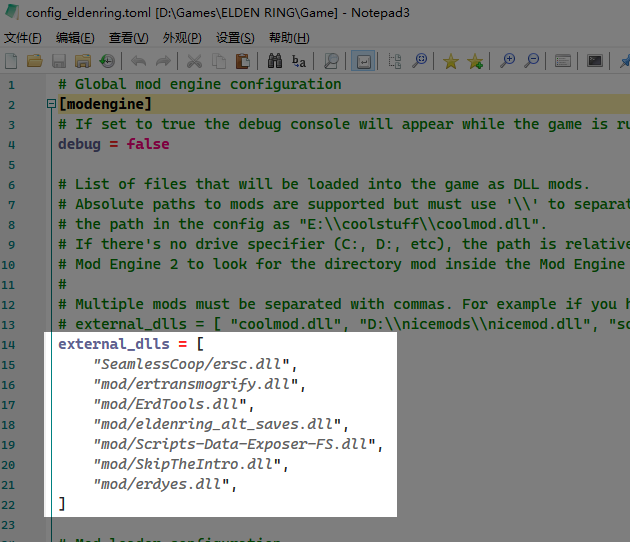 config_eldenring.toml [D:\Games\ELDEN RING\Game] - Notepad3
文件(F) 编辑(E) 查看(V) 外观(P) 设置(S) 帮助(H)
1 # Global mod engine configuration
2 [modengine]
3 # If set to true the debug console will appear while the game is ru
4 debug = false
5
6 # List of files that will be loaded into the game as DLL mods.
7 # Absolute paths to mods are supported but must use '\\' to separat
8 # the path in the config as "E:\\coolstuff\\coolmod.dll".
9 # If there's no drive specifier (C:, D:, etc), the path is relative
10 # Mod Engine 2 to look for the directory mod inside the Mod Engine
11 #
12 # Multiple mods must be separated with commas. For example if you h
13 # external_dlls = [ "coolmod.dll", "D:\\nicemods\\nicemod.dll", "so
14 external_dlls = [
15 "SeamlessCoop/ersc.dll",
16 "mod/ertransmogrify.dll",
17 "mod/ErdTools.dll",
18 "mod/eldenring_alt_saves.dll",
19 "mod/Scripts-Data-Exposer-FS.dll",
20 "mod/SkipTheIntro.dll",
21 "mod/erdyes.dll",
22 ]
23
# Mod loader configuration